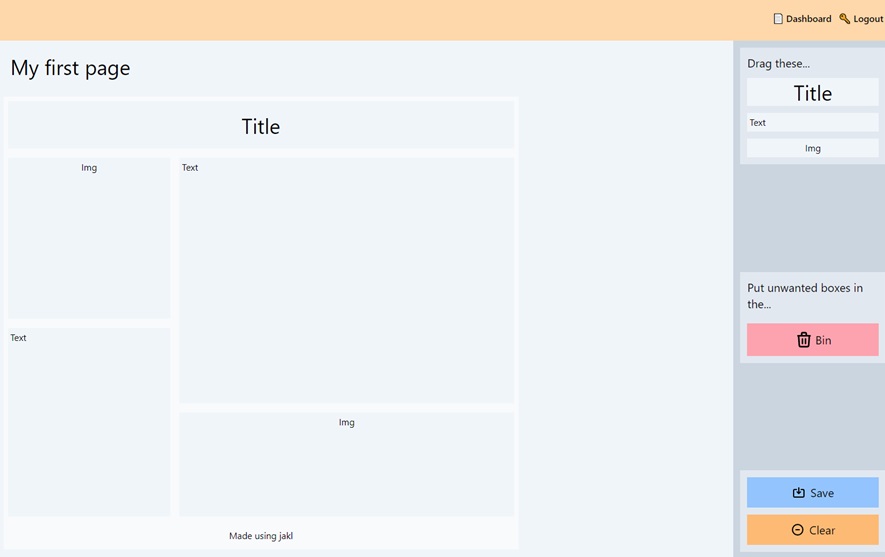 Dashboard Logout
My first page
Title
Img
Text
Text
Img
Made using jakl
Drag these...
Title
Text
Img
Put unwanted boxes in
the...
Bin
Save
Clear